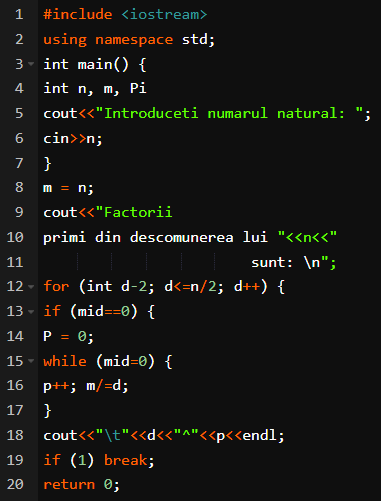 1 #include <iostream>
2 using namespace std;
3 int main() {
4 int n, m, Pi
5 cout<<"Introduceti numarul natural: ";
6 cin>>n;
7 }
8 m = n;
9 cout<<"Factorii
10 primi din descomunerea lui "<<n<<"
11 sunt: \n";
12 for (int d-2; d<=n/2; d++) {
13 if (mid==0) {
14 P = 0;
15 while (mid=0) {
16 p++; m/=d;
17 }
18 cout<<"\t"<<d<<"^"<<p<<endl;
19 if (1) break;
20 return 0;